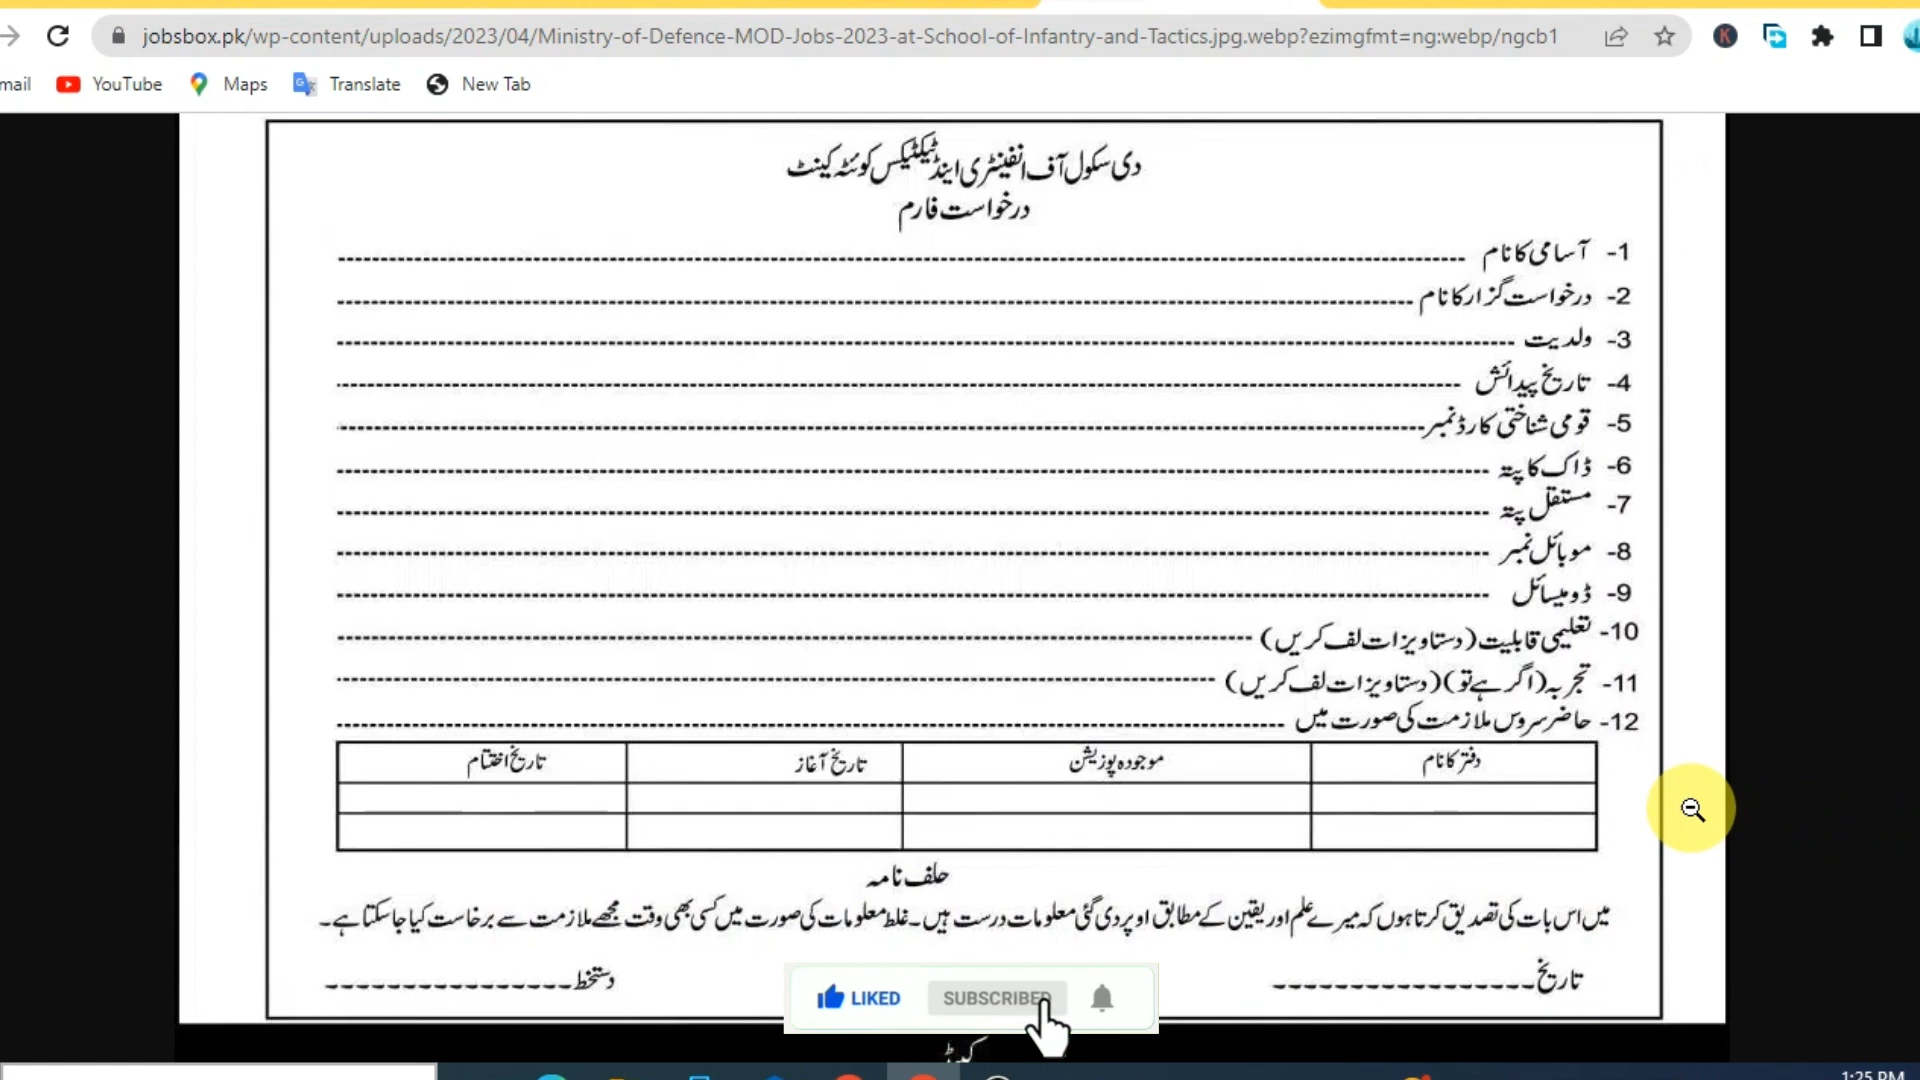 jobsbox.pk/wp-content/uploads/2023/04/Ministry-of-Defence-MOD-Jobs-2023-at-School-of-Infantry-and-Tactics.jpg.webp?ezimgfmt=ng:webp/ngcb1
mail YouTube Maps Translate New Tab
دی سکول آف انفینٹری اینڈ ٹیکٹیکس کوئٹہ کینٹ
درخواست فارم
1- آسامی کا نام
2- درخواست گزار کا نام
3- ولدیت
4- تاریخ پیدائش
5- قومی شناختی کارڈ نمبر
6- ڈاک کا پتہ
7- مستقل پتہ
8- موبائل نمبر
9- ڈومیسائل
10- تعلیمی قابلیت (دستاویزات لف کریں)
11- تجربہ (اگر ہے تو) (دستاویزات لف کریں)
12- حاضر سروس ملازمت کی صورت میں
دفتر کا نام موجودہ پوزیشن تاریخ آغاز تاریخ اختتام
حلف نامہ
میں اس بات کی تصدیق کرتا ہوں کہ میرے علم اور یقین کے مطابق اوپر دی گئی معلومات درست ہیں۔ غلط معلومات کی صورت میں کسی بھی وقت مجھے ملازمت سے برخاست کیا جا سکتا ہے۔
تاریخ دستخط
LIKED SUBSCRIBED
1:25 PM